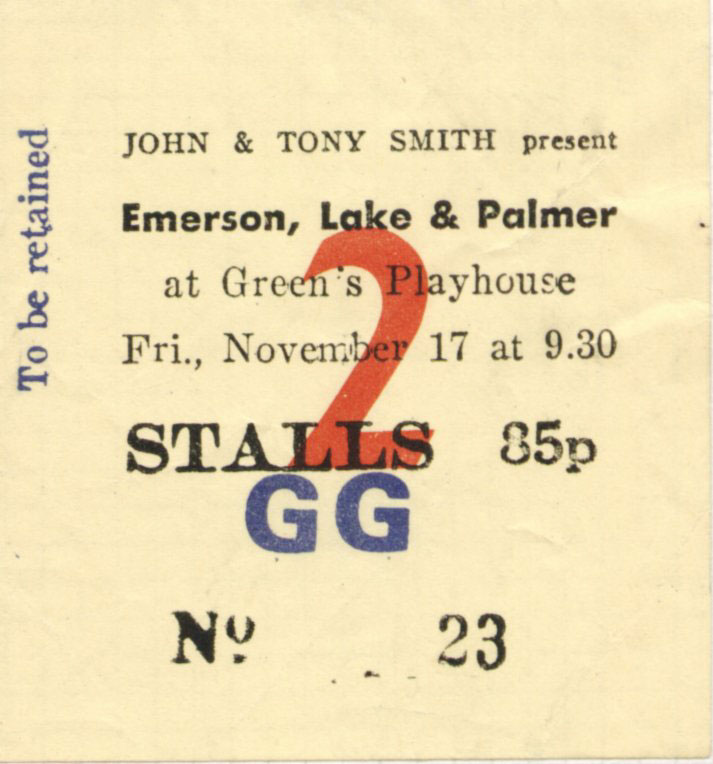 To be retained
JOHN & TONY SMITH present
Emerson, Lake & Palmer
at Green's Playhouse
Fri., November 17 at 9.30
2
STALLS 85p
GG
Nº 23